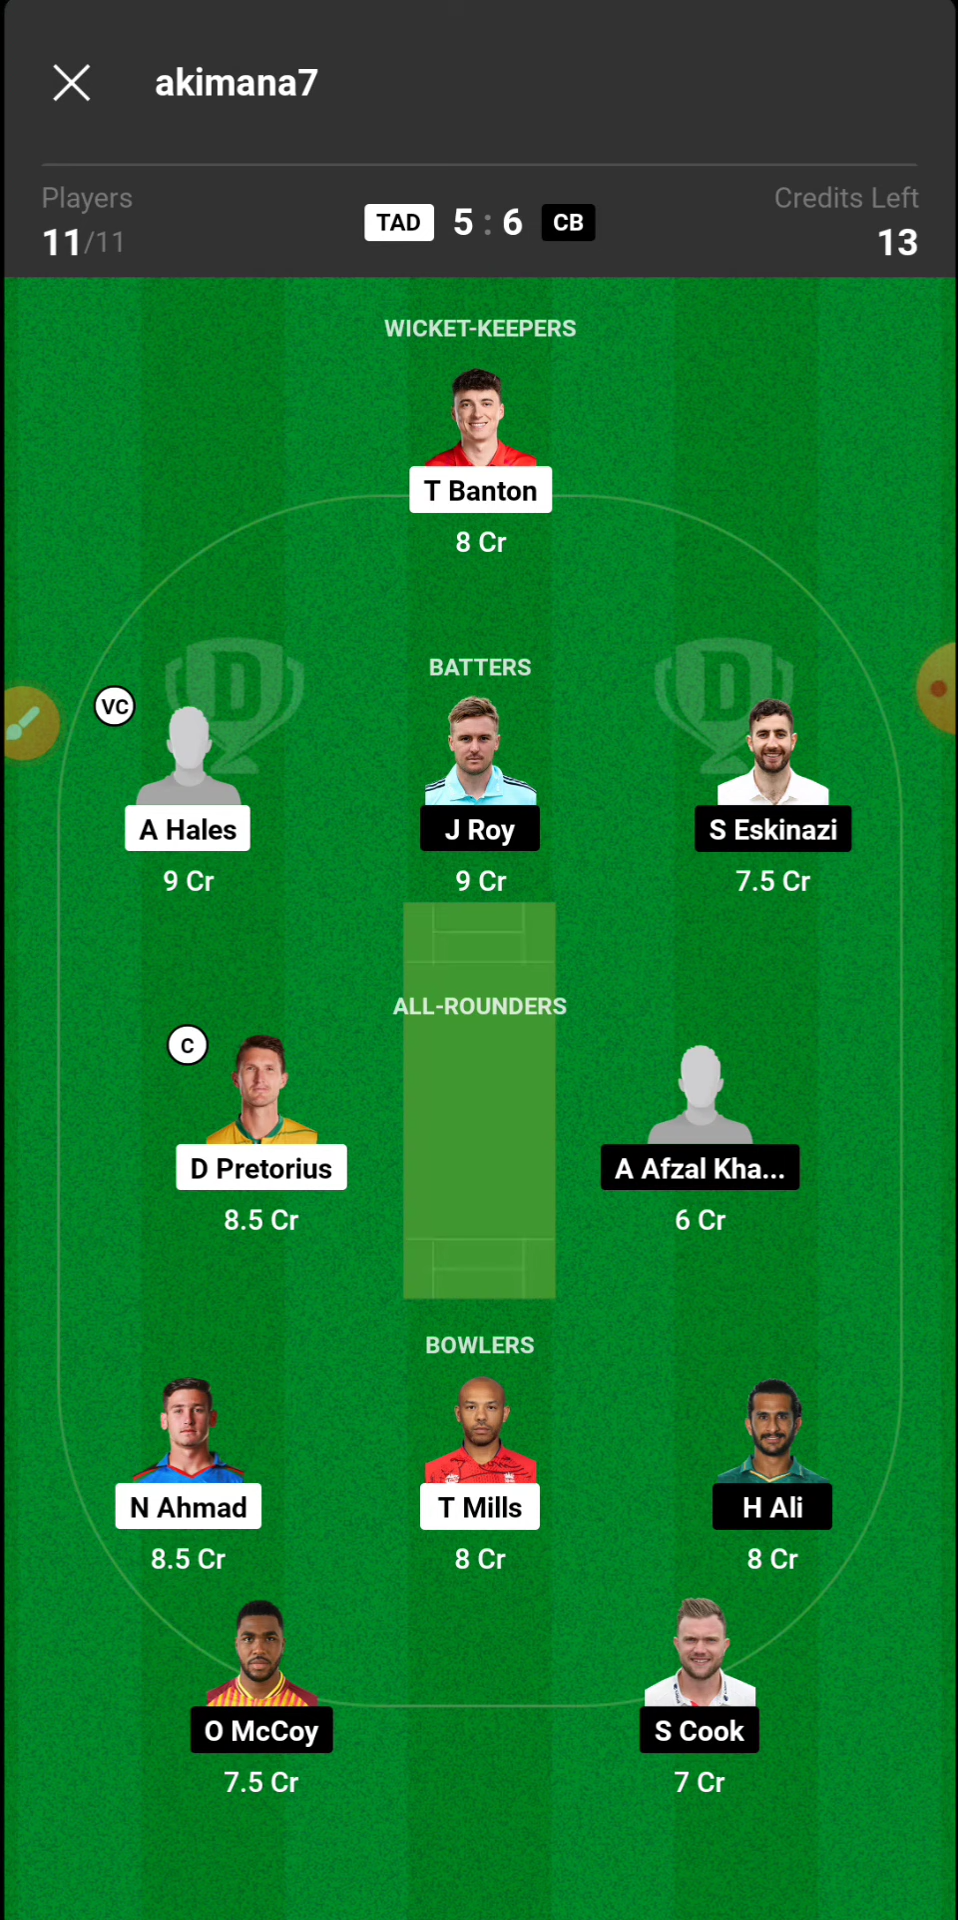 akimana7
Players
Credits Left
11/11
TAD 5 : 6 CB
13
WICKET-KEEPERS
T Banton
8 Cr
BATTERS
VC
A Hales
J Roy
S Eskinazi
9 Cr
9 Cr
7.5 Cr
ALL-ROUNDERS
C
D Pretorius
A Afzal Kha...
8.5 Cr
6 Cr
BOWLERS
N Ahmad
T Mills
H Ali
8.5 Cr
8 Cr
8 Cr
O McCoy
S Cook
7.5 Cr
7 Cr